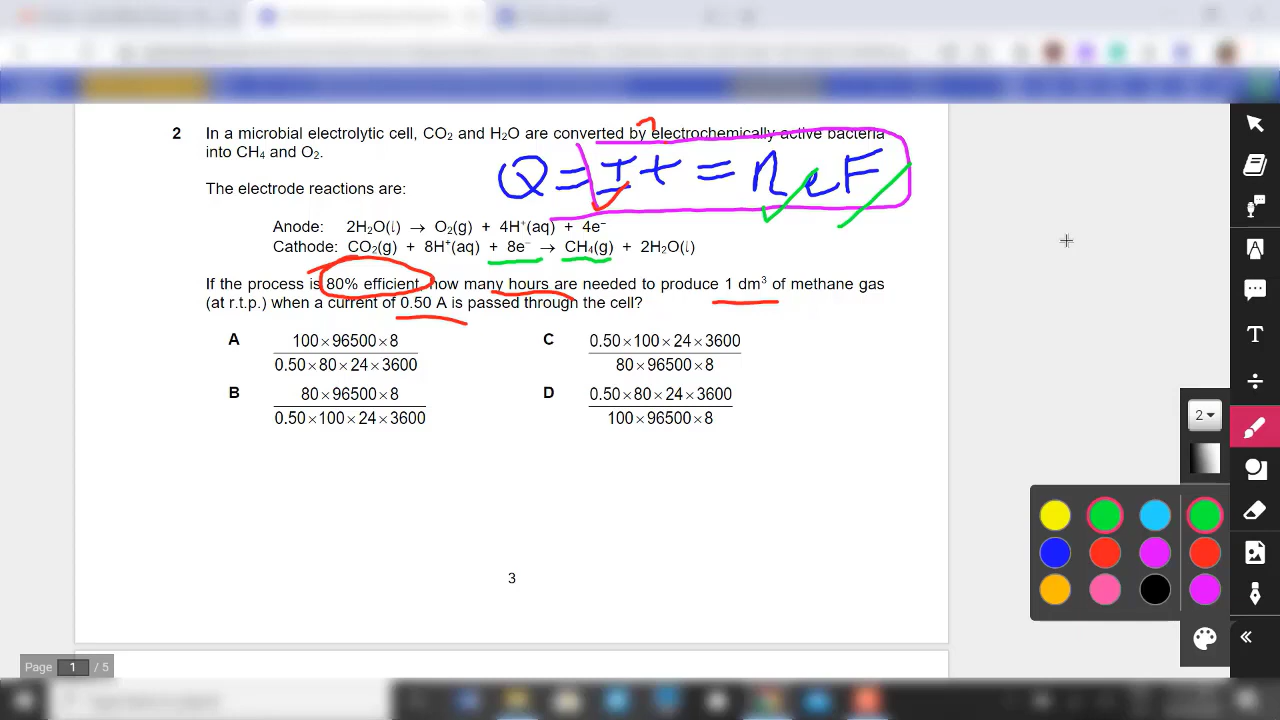 2 In a microbial electrolytic cell, CO₂ and H₂O are converted by electrochemically active bacteria
into CH₄ and O₂.
?
Q = It = neF
The electrode reactions are:
Anode: 2H₂O(l) → O₂(g) + 4H⁺(aq) + 4e⁻
Cathode: CO₂(g) + 8H⁺(aq) + 8e⁻ → CH₄(g) + 2H₂O(l)
If the process is 80% efficient, how many hours are needed to produce 1 dm³ of methane gas
(at r.t.p.) when a current of 0.50 A is passed through the cell?
A 100×96500×8 / 0.50×80×24×3600
C 0.50×100×24×3600 / 80×96500×8
B 80×96500×8 / 0.50×100×24×3600
D 0.50×80×24×3600 / 100×96500×8
3
Page 1 / 5
2
T